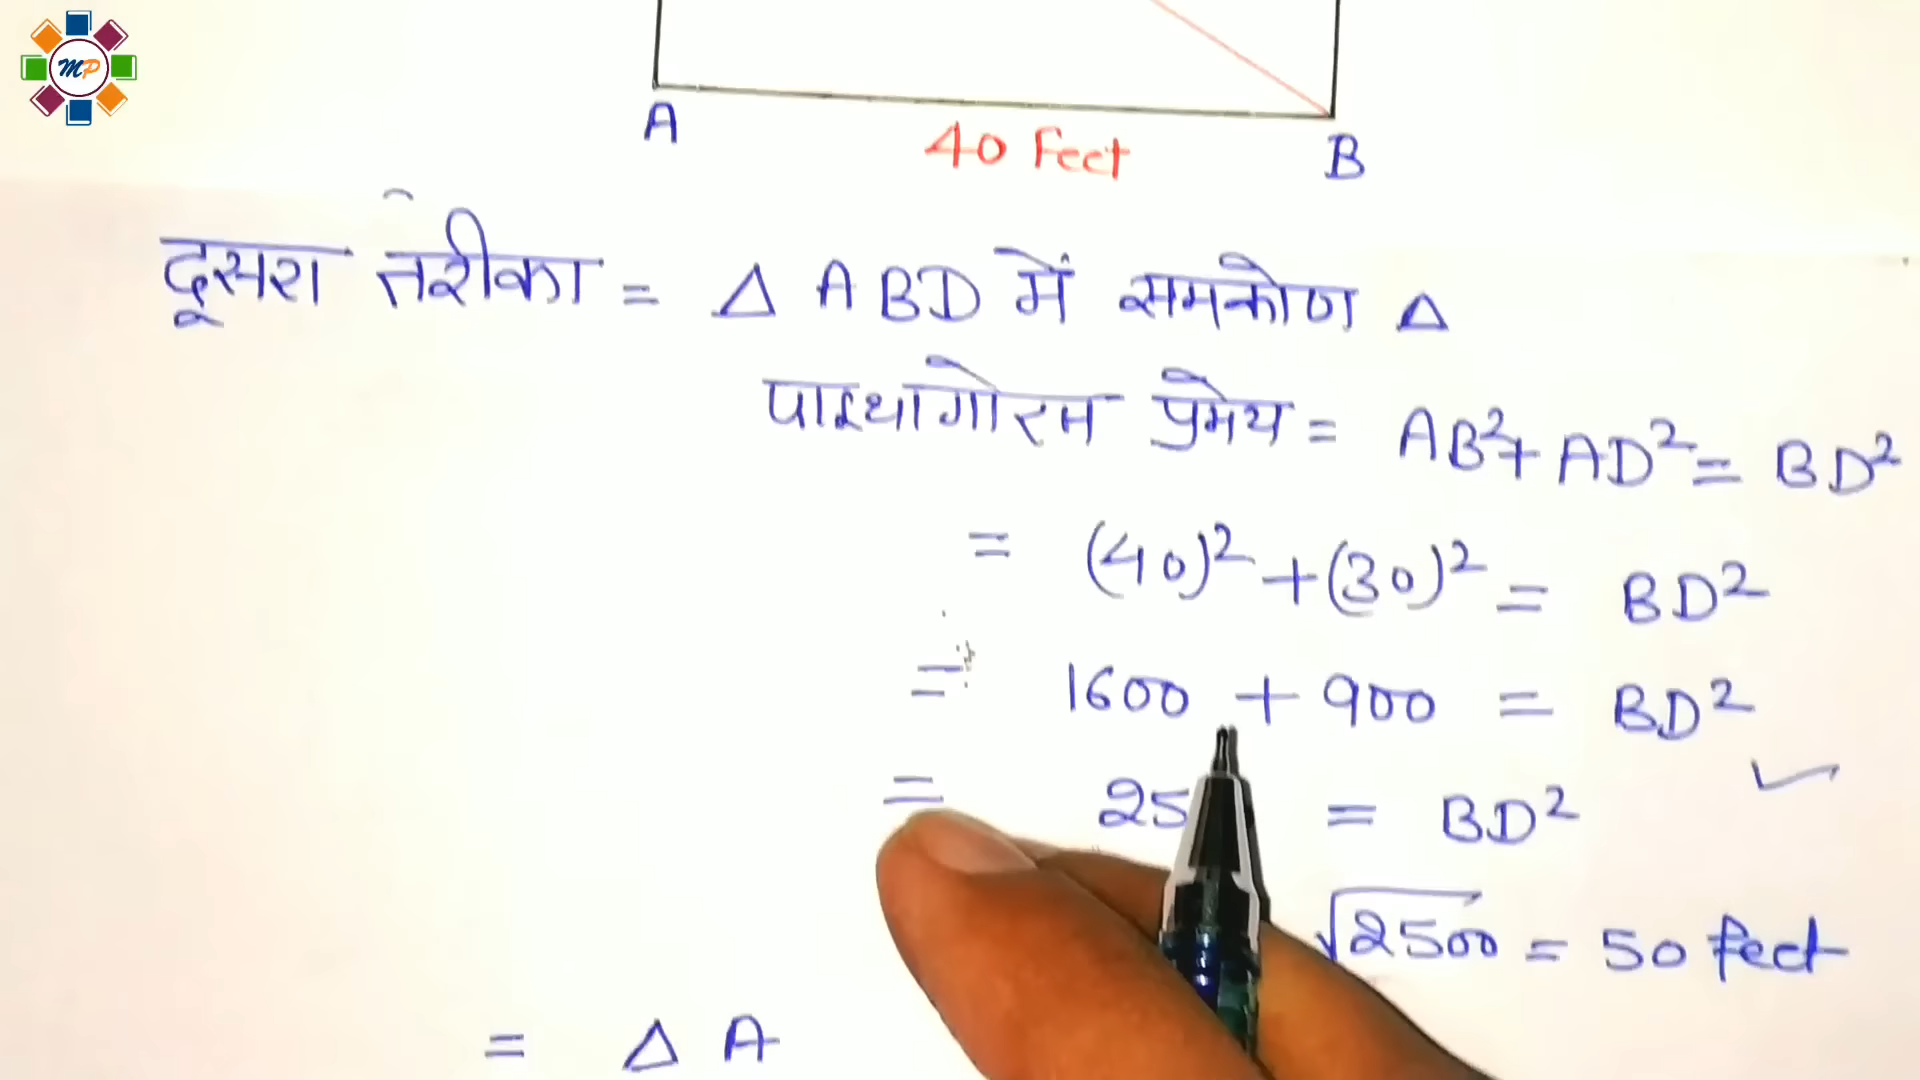 MP
A
40 Feet
B
दूसरा तरीका = △ ABD में समकोण △
पाइथागोरस प्रमेय = AB²+AD² = BD²
= (40)²+(30)² = BD²
= 1600 + 900 = BD²
= 25 = BD²
√2500 = 50 feet
= △ A